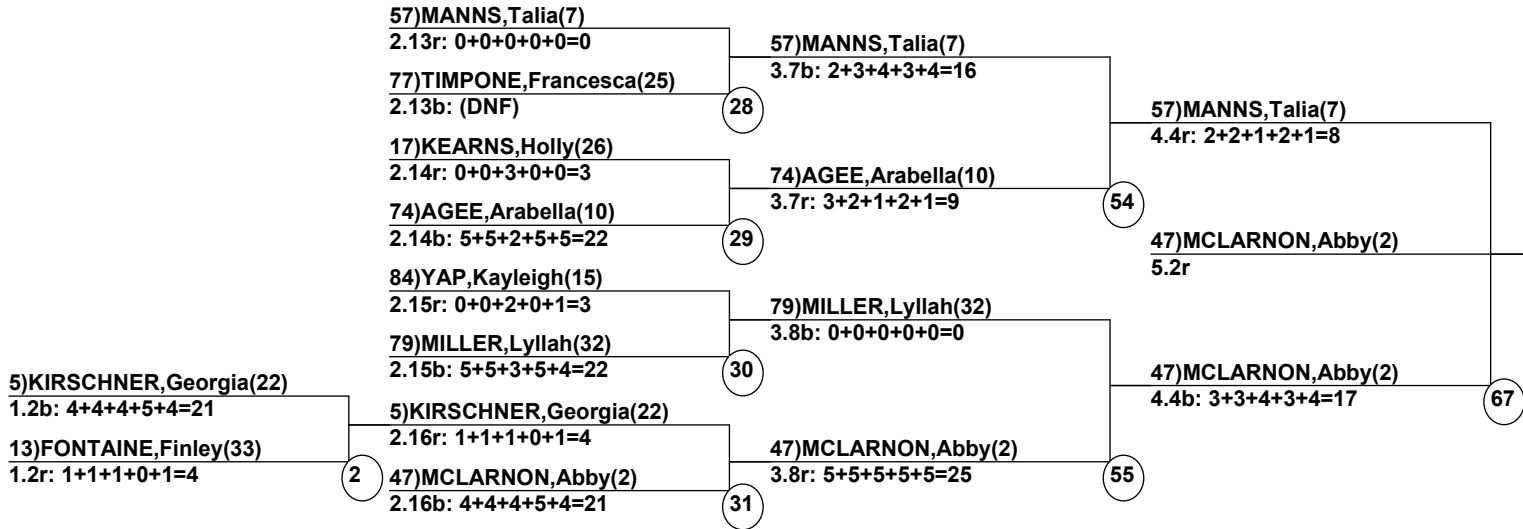 57)MANNS,Talia(7)
2.13r: 0+0+0+0+0=0
77)TIMPONE,Francesca(25)
2.13b: (DNF)
28
17)KEARNS,Holly(26)
2.14r: 0+0+3+0+0=3
74)AGEE,Arabella(10)
2.14b: 5+5+2+5+5=22
29
84)YAP,Kayleigh(15)
2.15r: 0+0+2+0+1=3
79)MILLER,Lyllah(32)
2.15b: 5+5+3+5+4=22
30
5)KIRSCHNER,Georgia(22)
1.2b: 4+4+4+5+4=21
13)FONTAINE,Finley(33)
1.2r: 1+1+1+0+1=4
2
5)KIRSCHNER,Georgia(22)
2.16r: 1+1+1+0+1=4
47)MCLARNON,Abby(2)
2.16b: 4+4+4+5+4=21
31
57)MANNS,Talia(7)
3.7b: 2+3+4+3+4=16
74)AGEE,Arabella(10)
3.7r: 3+2+1+2+1=9
54
79)MILLER,Lyllah(32)
3.8b: 0+0+0+0+0=0
47)MCLARNON,Abby(2)
3.8r: 5+5+5+5+5=25
55
57)MANNS,Talia(7)
4.4r: 2+2+1+2+1=8
47)MCLARNON,Abby(2)
5.2r
47)MCLARNON,Abby(2)
4.4b: 3+3+4+3+4=17
67